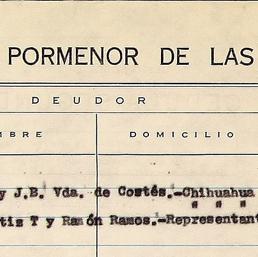 PORMENOR DE LAS
DEUDOR
MBRE DOMICILIO
y J.B. Vda. de Cortés.-Chihuahua
" " "
tiz T y Ramón Ramos.-Representant